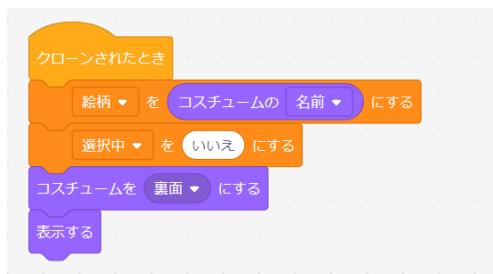 クローンされたとき
絵柄 を コスチュームの 名前 にする
選択中 を いいえ にする
コスチュームを 裏面 にする
表示する